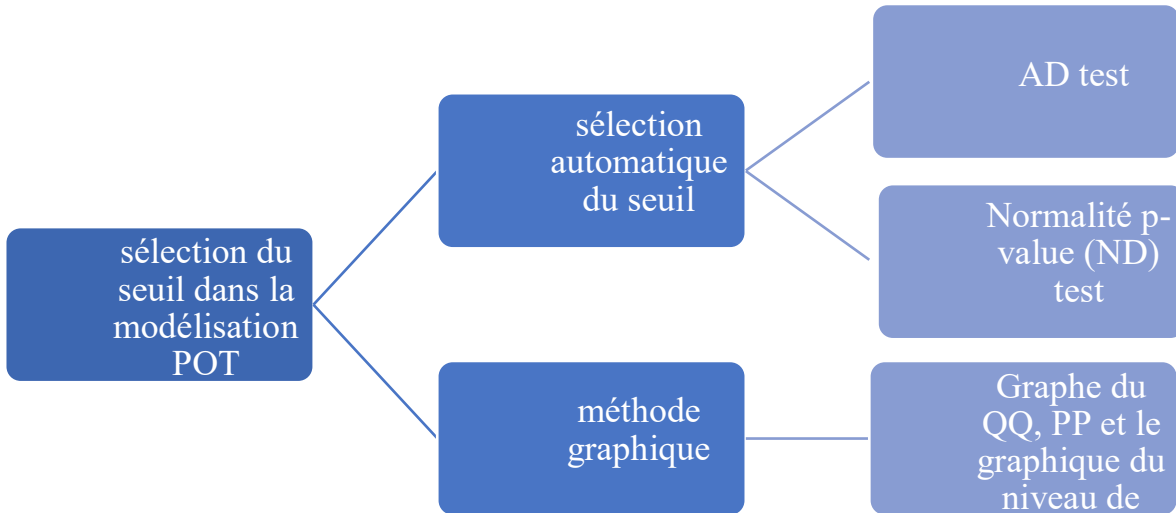 sélection du
seuil dans la
modélisation
POT
sélection
automatique
du seuil
AD test
Normalité p-
value (ND)
test
méthode
graphique
Graphe du
QQ, PP et le
graphique du
niveau de